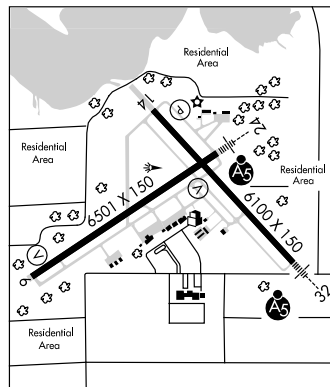 Residential
Area
14
P
24
Residential
Area
A5
Residential
Area
6501 X 150
V
6100 X 150
V
6
32
A5
Residential
Area